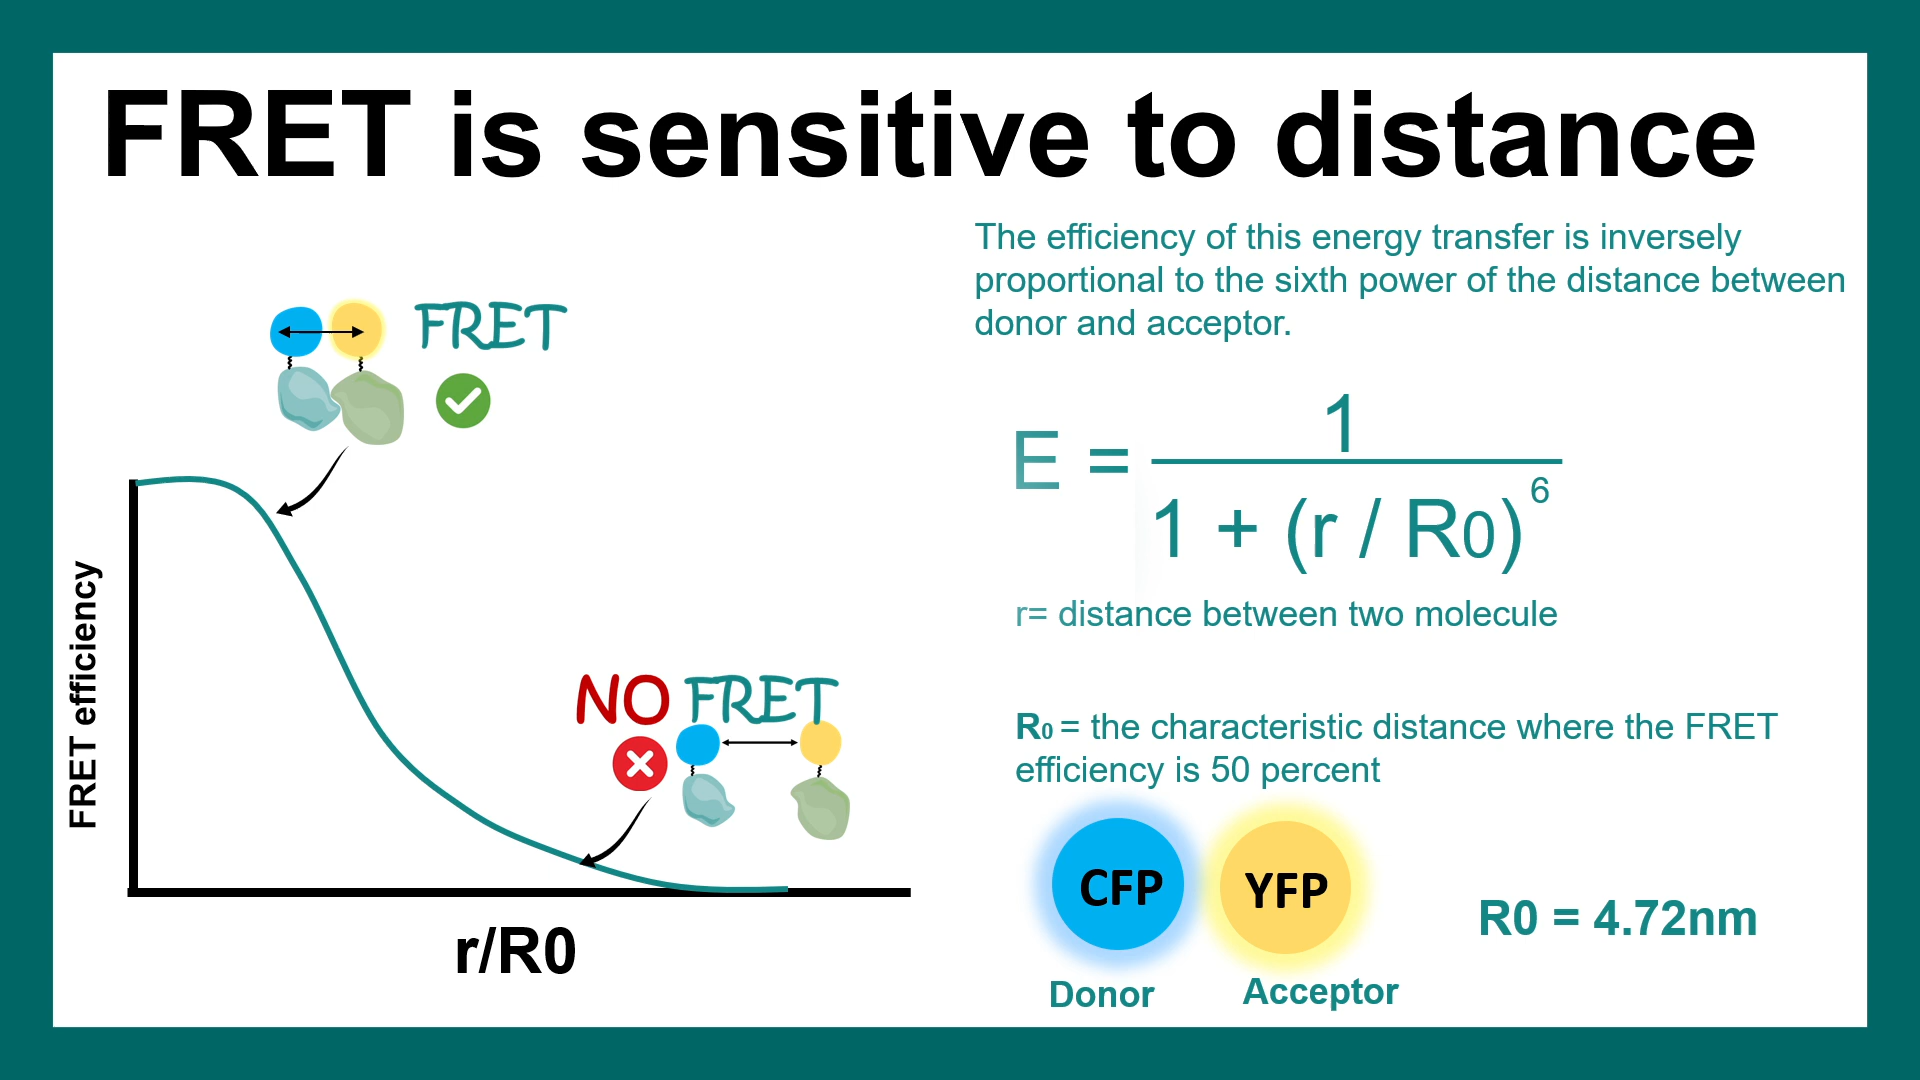 FRET is sensitive to distance
The efficiency of this energy transfer is inversely
proportional to the sixth power of the distance between
donor and acceptor.
FRET
E = 1 / 1 + (r / R0)^6
r= distance between two molecule
NO FRET
R0 = the characteristic distance where the FRET
efficiency is 50 percent
FRET efficiency
r/R0
CFP
YFP
R0 = 4.72nm
Donor
Acceptor